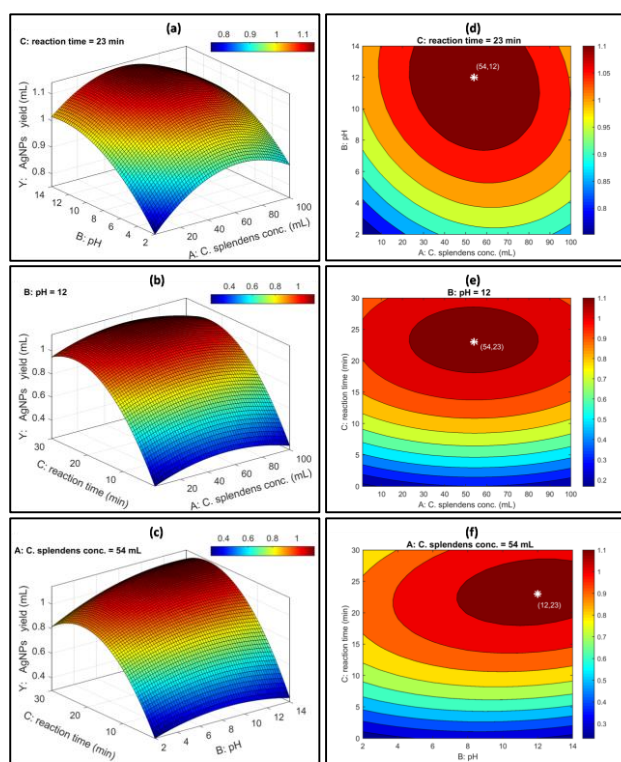 (a)
C: reaction time = 23 min
0.8 0.9 1 1.1
Y: AgNPs yield (mL)
1.1
1
0.9
0.8
14 12 10 8 6 4 2
B: pH
20 40 60 80 100
A: C. splendens conc. (mL)
(d)
C: reaction time = 23 min
B: pH
14
12
10
8
6
4
2
(54,12)
10 20 30 40 50 60 70 80 90 100
A: C. splendens conc. (mL)
1.1
1.05
1
0.95
0.9
0.85
0.8
(b)
B: pH = 12
0.4 0.6 0.8 1
Y: AgNPs yield (mL)
1
0.8
0.6
0.4
30 20 10
C: reaction time (min)
20 40 60 80 100
A: C. splendens conc. (mL)
(e)
B: pH = 12
C: reaction time (min)
30
25
20
15
10
5
0
(54,23)
10 20 30 40 50 60 70 80 90 100
A: C. splendens conc. (mL)
1.1
1
0.9
0.8
0.7
0.6
0.5
0.4
0.3
0.2
(c)
A: C. splendens conc. = 54 mL
0.4 0.6 0.8 1
Y: AgNPs yield (mL)
1
0.8
0.6
0.4
30 20 10
C: reaction time (min)
2 4 6 8 10 12 14
B: pH
(f)
A: C. splendens conc. = 54 mL
C: reaction time (min)
30
25
20
15
10
5
0
(12,23)
2 4 6 8 10 12 14
B: pH
1.1
1
0.9
0.8
0.7
0.6
0.5
0.4
0.3